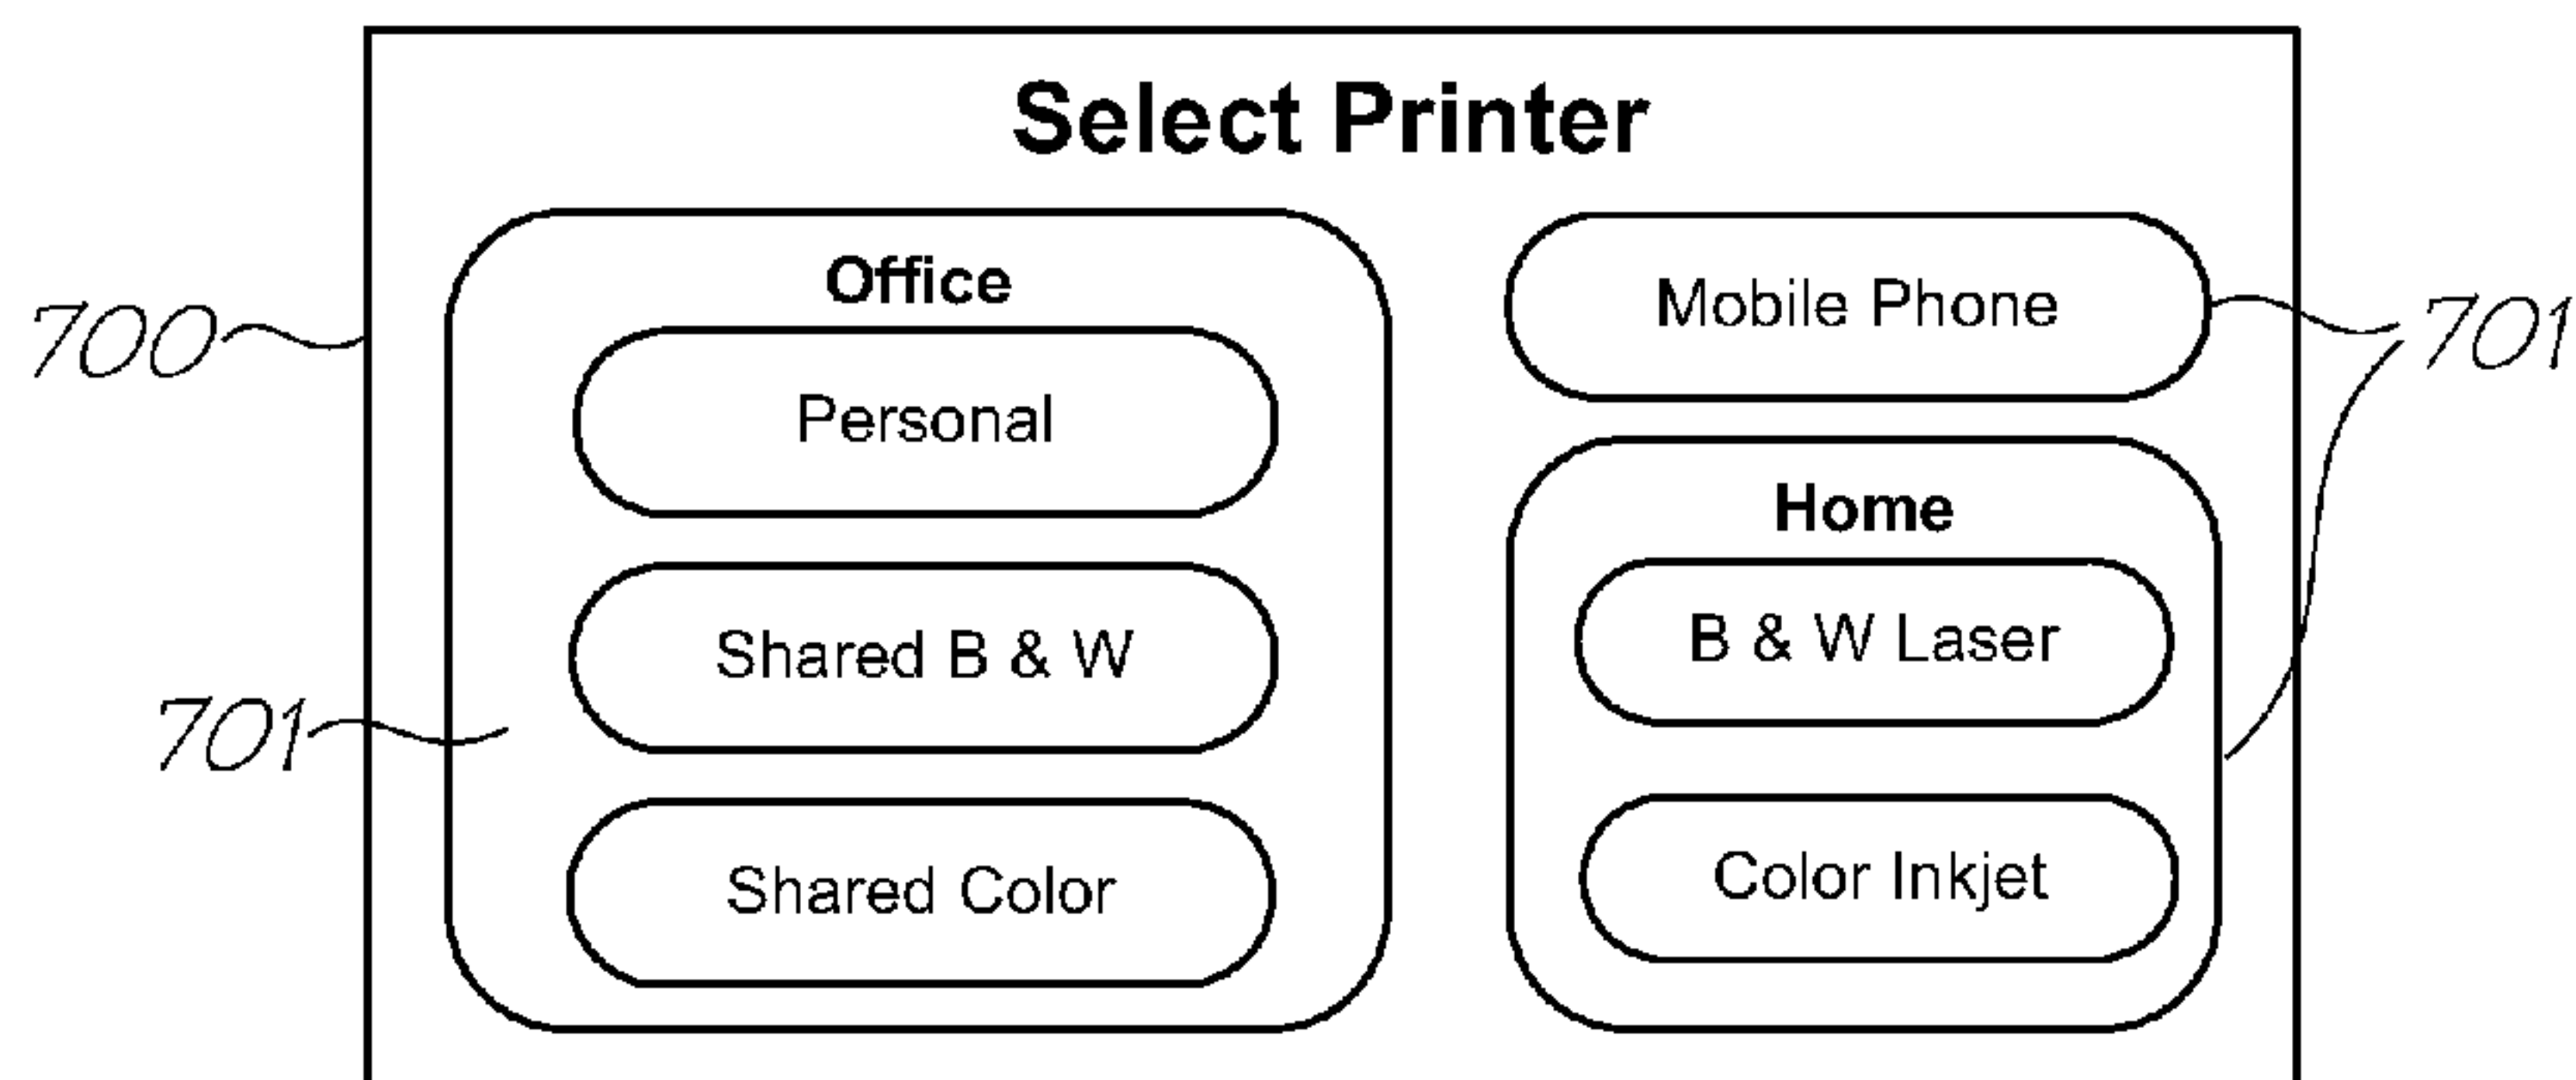 Select Printer
700
701
Office
Personal
Shared B & W
Shared Color
Mobile Phone
Home
B & W Laser
Color Inkjet
701